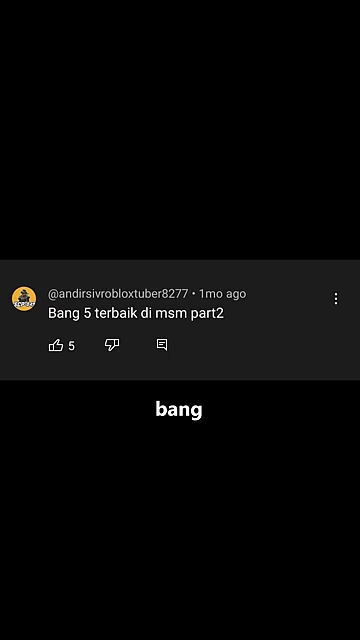 @andirsivrobloxtuber8277 • 1mo ago
Bang 5 terbaik di msm part2
5
bang